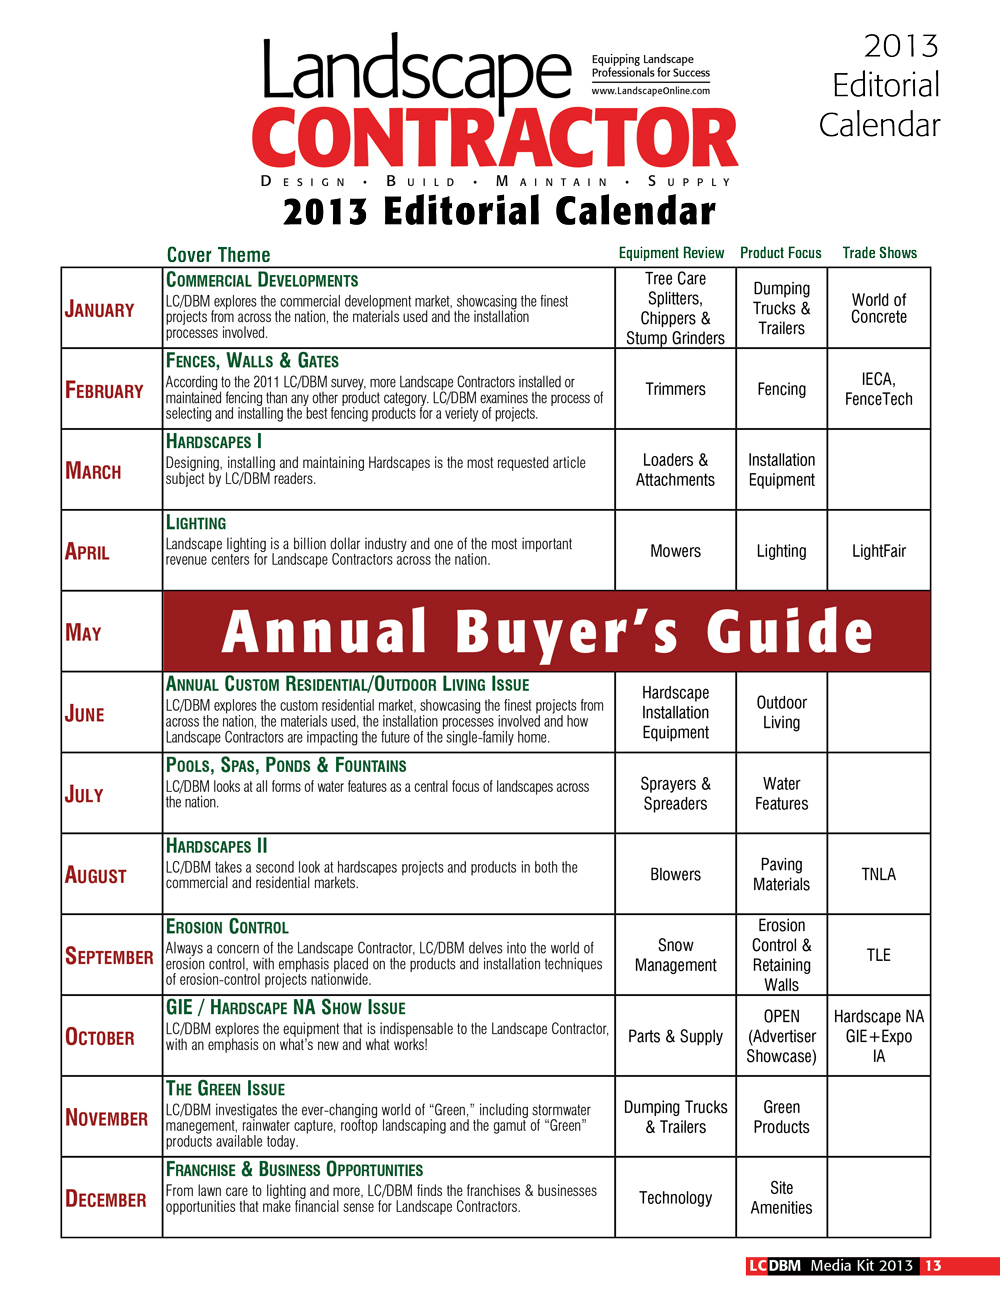 Landscape
CONTRACTOR
DESIGN • BUILD • MAINTAIN • SUPPLY
Equipping Landscape
Professionals for Success
www.LandscapeOnline.com
2013
Editorial
Calendar
2013 Editorial Calendar
Cover Theme Equipment Review Product Focus Trade Shows
JANUARY
COMMERCIAL DEVELOPMENTS
LC/DBM explores the commercial development market, showcasing the finest
projects from across the nation, the materials used and the installation
processes involved.
Tree Care
Splitters,
Chippers &
Stump Grinders
Dumping
Trucks &
Trailers
World of
Concrete
FEBRUARY
FENCES, WALLS & GATES
According to the 2011 LC/DBM survey, more Landscape Contractors installed or
maintained fencing than any other product category. LC/DBM examines the process of
selecting and installing the best fencing products for a veriety of projects.
Trimmers
Fencing
IECA,
FenceTech
MARCH
HARDSCAPES I
Designing, installing and maintaining Hardscapes is the most requested article
subject by LC/DBM readers.
Loaders &
Attachments
Installation
Equipment
APRIL
LIGHTING
Landscape lighting is a billion dollar industry and one of the most important
revenue centers for Landscape Contractors across the nation.
Mowers
Lighting
LightFair
MAY
Annual Buyer's Guide
JUNE
ANNUAL CUSTOM RESIDENTIAL/OUTDOOR LIVING ISSUE
LC/DBM explores the custom residential market, showcasing the finest projects from
across the nation, the materials used, the installation processes involved and how
Landscape Contractors are impacting the future of the single-family home.
Hardscape
Installation
Equipment
Outdoor
Living
JULY
POOLS, SPAS, PONDS & FOUNTAINS
LC/DBM looks at all forms of water features as a central focus of landscapes across
the nation.
Sprayers &
Spreaders
Water
Features
AUGUST
HARDSCAPES II
LC/DBM takes a second look at hardscapes projects and products in both the
commercial and residential markets.
Blowers
Paving
Materials
TNLA
SEPTEMBER
EROSION CONTROL
Always a concern of the Landscape Contractor, LC/DBM delves into the world of
erosion control, with emphasis placed on the products and installation techniques
of erosion-control projects nationwide.
Snow
Management
Erosion
Control &
Retaining
Walls
TLE
OCTOBER
GIE / HARDSCAPE NA SHOW ISSUE
LC/DBM explores the equipment that is indispensable to the Landscape Contractor,
with an emphasis on what's new and what works!
Parts & Supply
OPEN
(Advertiser
Showcase)
Hardscape NA
GIE+Expo
IA
NOVEMBER
THE GREEN ISSUE
LC/DBM investigates the ever-changing world of “Green,” including stormwater
manegement, rainwater capture, rooftop landscaping and the gamut of “Green”
products available today.
Dumping Trucks
& Trailers
Green
Products
DECEMBER
FRANCHISE & BUSINESS OPPORTUNITIES
From lawn care to lighting and more, LC/DBM finds the franchises & businesses
opportunities that make financial sense for Landscape Contractors.
Technology
Site
Amenities
LCDBM Media Kit 2013 13